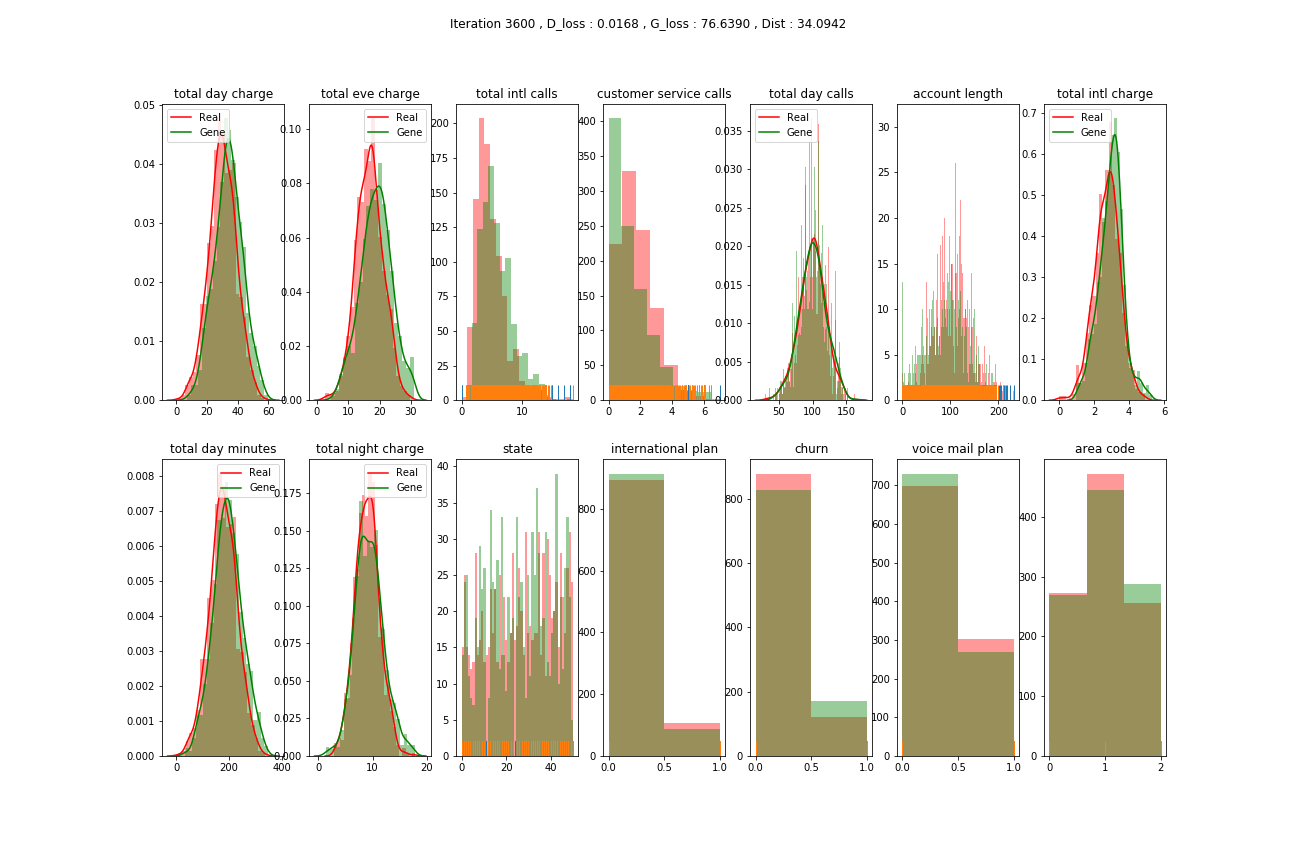 Iteration 3600 , D_loss : 0.0168 , G_loss : 76.6390 , Dist : 34.0942
total day charge
0.05
0.04
0.03
0.02
0.01
0.00
0 20 40 60
Real
Gene
total eve charge
0.10
0.08
0.06
0.04
0.02
0.00
0 10 20 30
Real
Gene
total intl calls
200
175
150
125
100
75
50
25
0
0 10
customer service calls
400
350
300
250
200
150
100
50
0
0 2 4 6
total day calls
0.035
0.030
0.025
0.020
0.015
0.010
0.005
0.000
50 100 150
Real
Gene
account length
30
25
20
15
10
5
0
0 100 200
total intl charge
0.7
0.6
0.5
0.4
0.3
0.2
0.1
0.0
0 2 4 6
Real
Gene
total day minutes
0.008
0.007
0.006
0.005
0.004
0.003
0.002
0.001
0.000
0 200 400
Real
Gene
total night charge
0.175
0.150
0.125
0.100
0.075
0.050
0.025
0.000
0 10 20
Real
Gene
state
40
35
30
25
20
15
10
5
0
0 20 40
international plan
800
600
400
200
0
0.0 0.5 1.0
churn
800
600
400
200
0
0.0 0.5 1.0
voice mail plan
700
600
500
400
300
200
100
0
0.0 0.5 1.0
area code
400
300
200
100
0
0 1 2